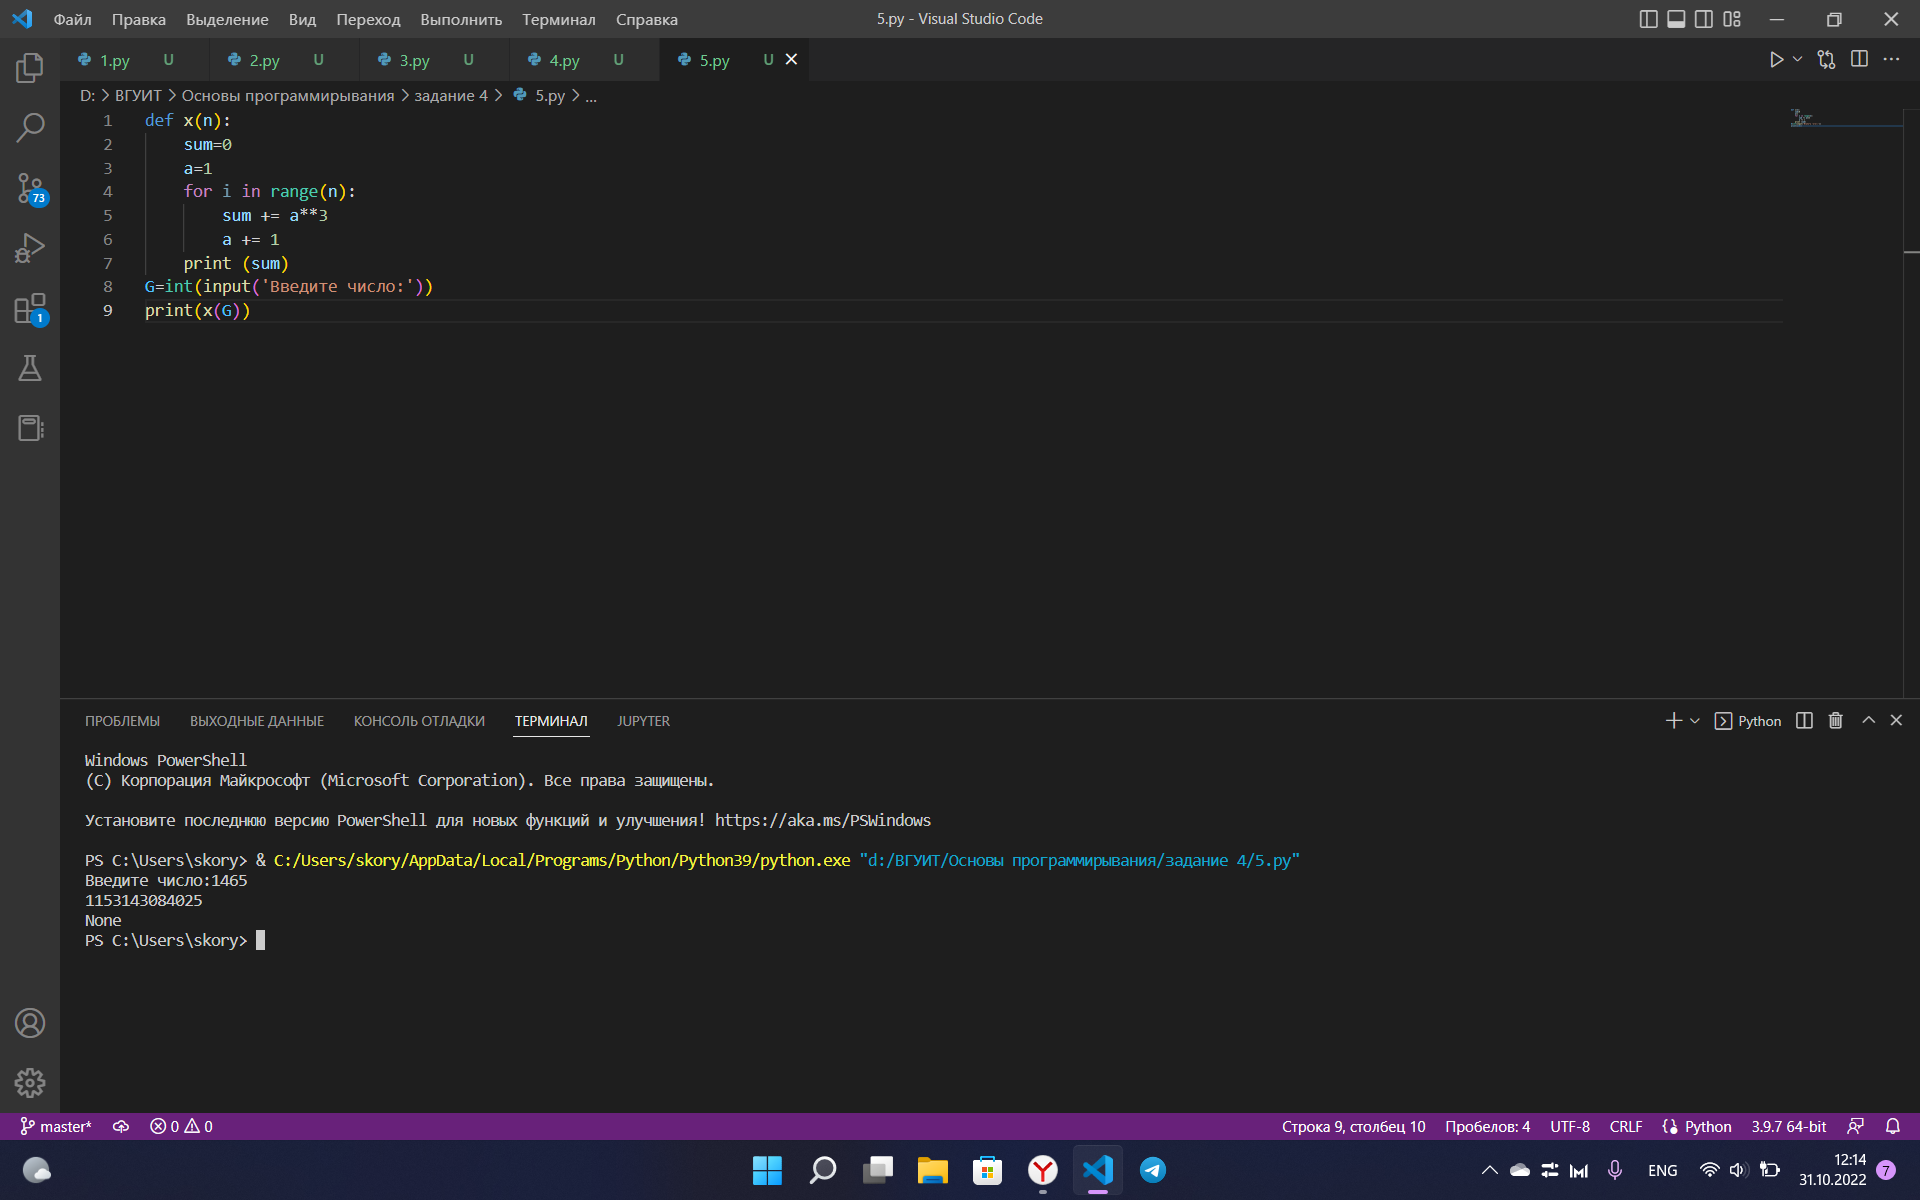 Файл Правка Выделение Вид Переход Выполнить Терминал Справка 5.py - Visual Studio Code
1.py U 2.py U 3.py U 4.py U 5.py U
D: > ВГУИТ > Основы программирывания > задание 4 > 5.py > ...
1 def x(n):
2 sum=0
3 a=1
4 for i in range(n):
5 sum += a**3
6 a += 1
7 print (sum)
8 G=int(input('Введите число:'))
9 print(x(G))
73
1
ПРОБЛЕМЫ ВЫХОДНЫЕ ДАННЫЕ КОНСОЛЬ ОТЛАДКИ ТЕРМИНАЛ JUPYTER Python
Windows PowerShell
(C) Корпорация Майкрософт (Microsoft Corporation). Все права защищены.
Установите последнюю версию PowerShell для новых функций и улучшения! https://aka.ms/PSWindows
PS C:\Users\skory> & C:/Users/skory/AppData/Local/Programs/Python/Python39/python.exe "d:/ВГУИТ/Основы программирывания/задание 4/5.py"
Введите число:1465
1153143084025
None
PS C:\Users\skory>
master* 0 0 Строка 9, столбец 10 Пробелов: 4 UTF-8 CRLF Python 3.9.7 64-bit
ENG 12:14
31.10.2022 7